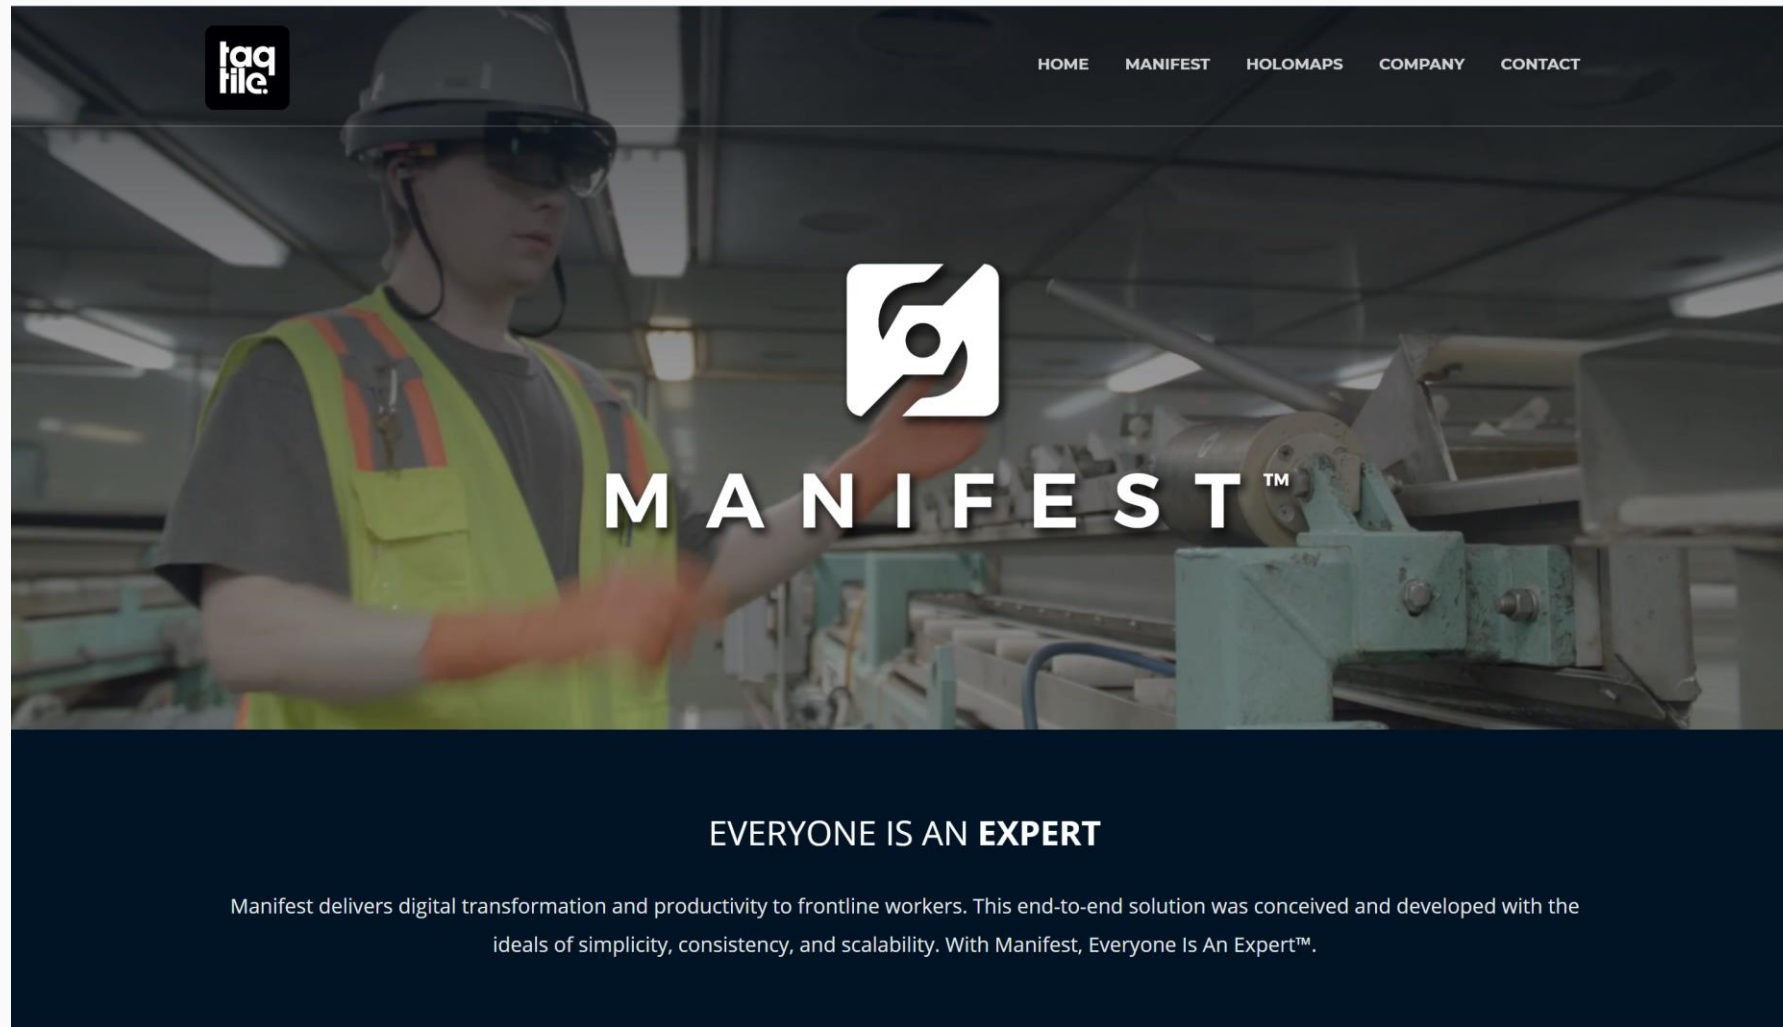 taq
tile.
HOME MANIFEST HOLOMAPS COMPANY CONTACT
MANIFEST™
EVERYONE IS AN EXPERT
Manifest delivers digital transformation and productivity to frontline workers. This end-to-end solution was conceived and developed with the
ideals of simplicity, consistency, and scalability. With Manifest, Everyone Is An Expert™.